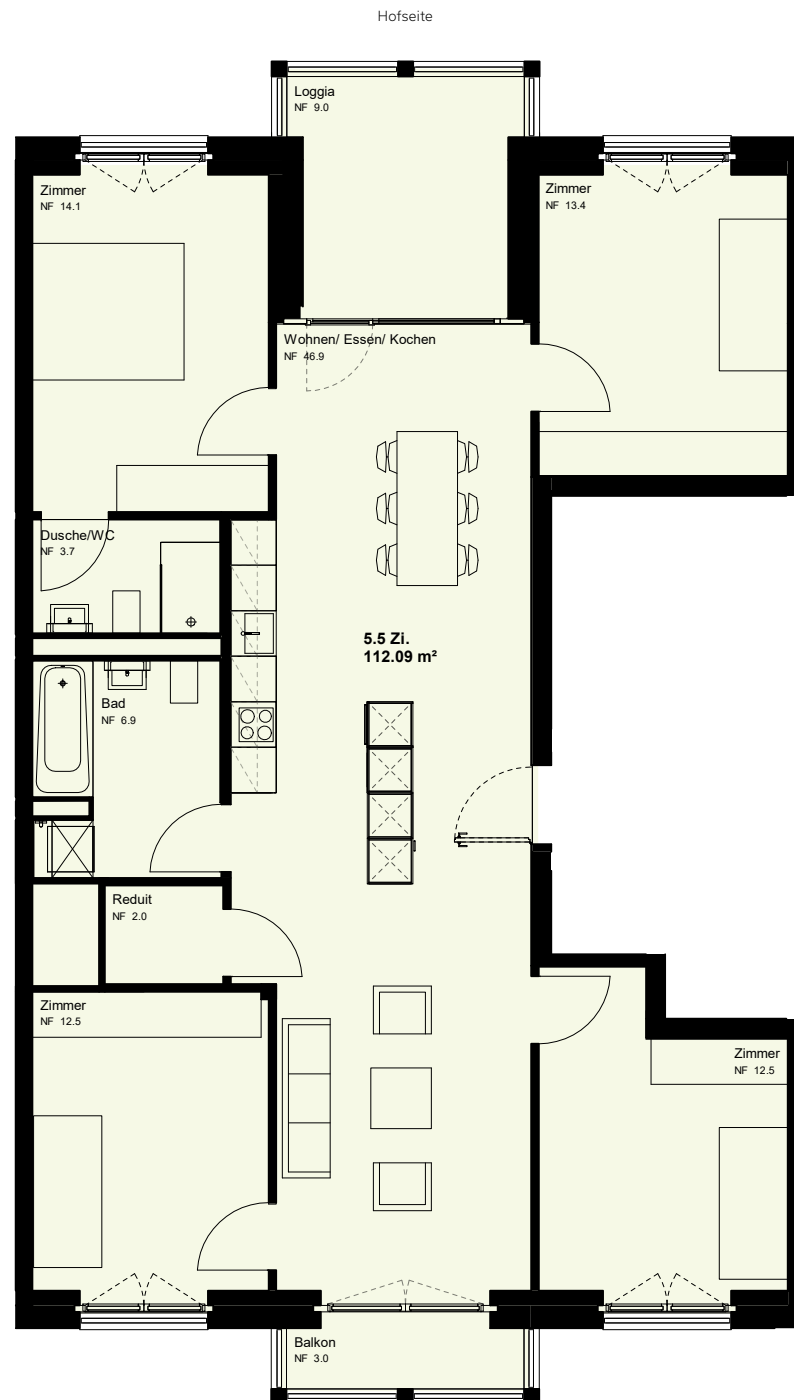 Hofseite
Loggia
NF 9.0
Zimmer
NF 14.1
Zimmer
NF 13.4
Wohnen/ Essen/ Kochen
NF 46.9
Dusche/WC
NF 3.7
5.5 Zi.
112.09 m²
Bad
NF 6.9
Reduit
NF 2.0
Zimmer
NF 12.5
Zimmer
NF 12.5
Balkon
NF 3.0